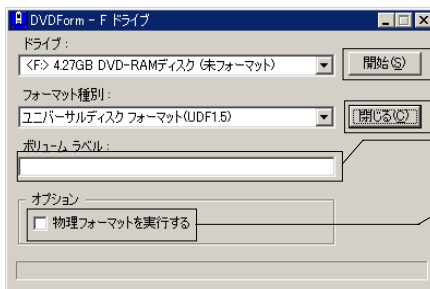 DVDForm - F ドライブ
ドライブ :
<F:> 4.27GB DVD-RAMディスク (未フォーマット)
開始(S)
フォーマット種別 :
ユニバーサルディスク フォーマット(UDF1.5)
閉じる(C)
ボリューム ラベル :
オプション
物理フォーマットを実行する